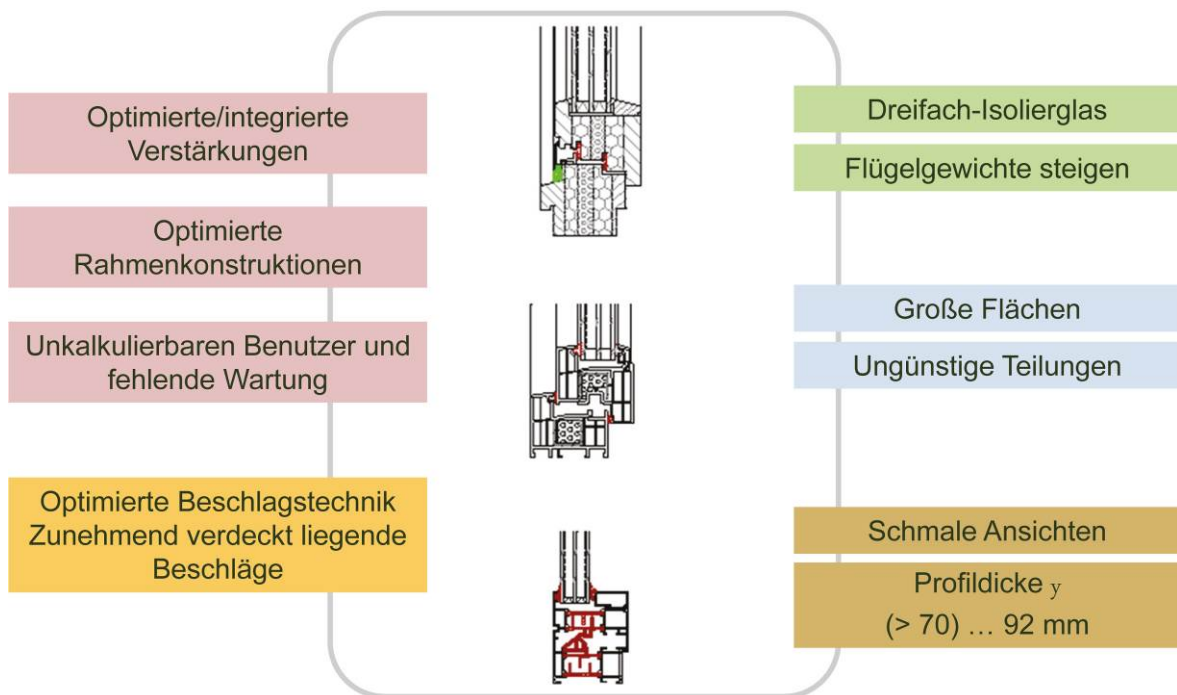 Optimierte/integrierte
Verstärkungen
Optimierte
Rahmenkonstruktionen
Unkalkulierbaren Benutzer und
fehlende Wartung
Optimierte Beschlagstechnik
Zunehmend verdeckt liegende
Beschläge
Dreifach-Isolierglas
Flügelgewichte steigen
Große Flächen
Ungünstige Teilungen
Schmale Ansichten
Profildicke y
(> 70) … 92 mm